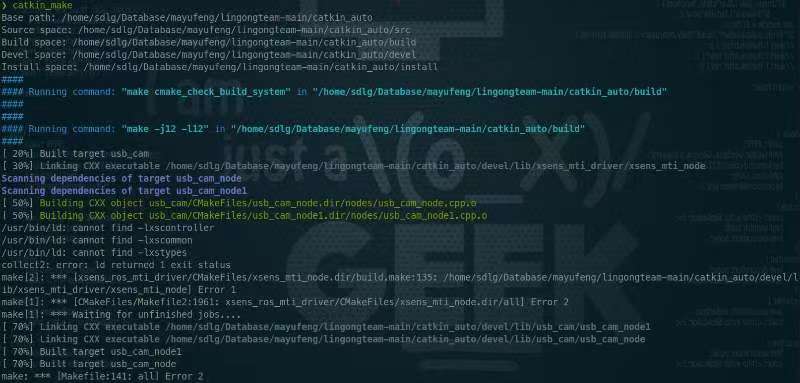 ❯ catkin_make
Base path: /home/sdlg/Database/mayufeng/lingongteam-main/catkin_auto
Source space: /home/sdlg/Database/mayufeng/lingongteam-main/catkin_auto/src
Build space: /home/sdlg/Database/mayufeng/lingongteam-main/catkin_auto/build
Devel space: /home/sdlg/Database/mayufeng/lingongteam-main/catkin_auto/devel
Install space: /home/sdlg/Database/mayufeng/lingongteam-main/catkin_auto/install
####
#### Running command: "make cmake_check_build_system" in "/home/sdlg/Database/mayufeng/lingongteam-main/catkin_auto/build"
####
####
#### Running command: "make -j12 -l12" in "/home/sdlg/Database/mayufeng/lingongteam-main/catkin_auto/build"
####
[ 20%] Built target usb_cam
[ 30%] Linking CXX executable /home/sdlg/Database/mayufeng/lingongteam-main/catkin_auto/devel/lib/xsens_mti_driver/xsens_mti_node
Scanning dependencies of target usb_cam_node
Scanning dependencies of target usb_cam_node1
[ 50%] Building CXX object usb_cam/CMakeFiles/usb_cam_node.dir/nodes/usb_cam_node.cpp.o
[ 50%] Building CXX object usb_cam/CMakeFiles/usb_cam_node1.dir/nodes/usb_cam_node1.cpp.o
/usr/bin/ld: cannot find -lxscontroller
/usr/bin/ld: cannot find -lxscommon
/usr/bin/ld: cannot find -lxstypes
collect2: error: ld returned 1 exit status
make[2]: *** [xsens_ros_mti_driver/CMakeFiles/xsens_mti_node.dir/build.make:135: /home/sdlg/Database/mayufeng/lingongteam-main/catkin_auto/devel/l
ib/xsens_mti_driver/xsens_mti_node] Error 1
make[1]: *** [CMakeFiles/Makefile2:1961: xsens_ros_mti_driver/CMakeFiles/xsens_mti_node.dir/all] Error 2
make[1]: *** Waiting for unfinished jobs....
[ 70%] Linking CXX executable /home/sdlg/Database/mayufeng/lingongteam-main/catkin_auto/devel/lib/usb_cam/usb_cam_node1
[ 70%] Linking CXX executable /home/sdlg/Database/mayufeng/lingongteam-main/catkin_auto/devel/lib/usb_cam/usb_cam_node
[ 70%] Built target usb_cam_node1
[ 70%] Built target usb_cam_node
make: *** [Makefile:141: all] Error 2
I am
just a
GEEK